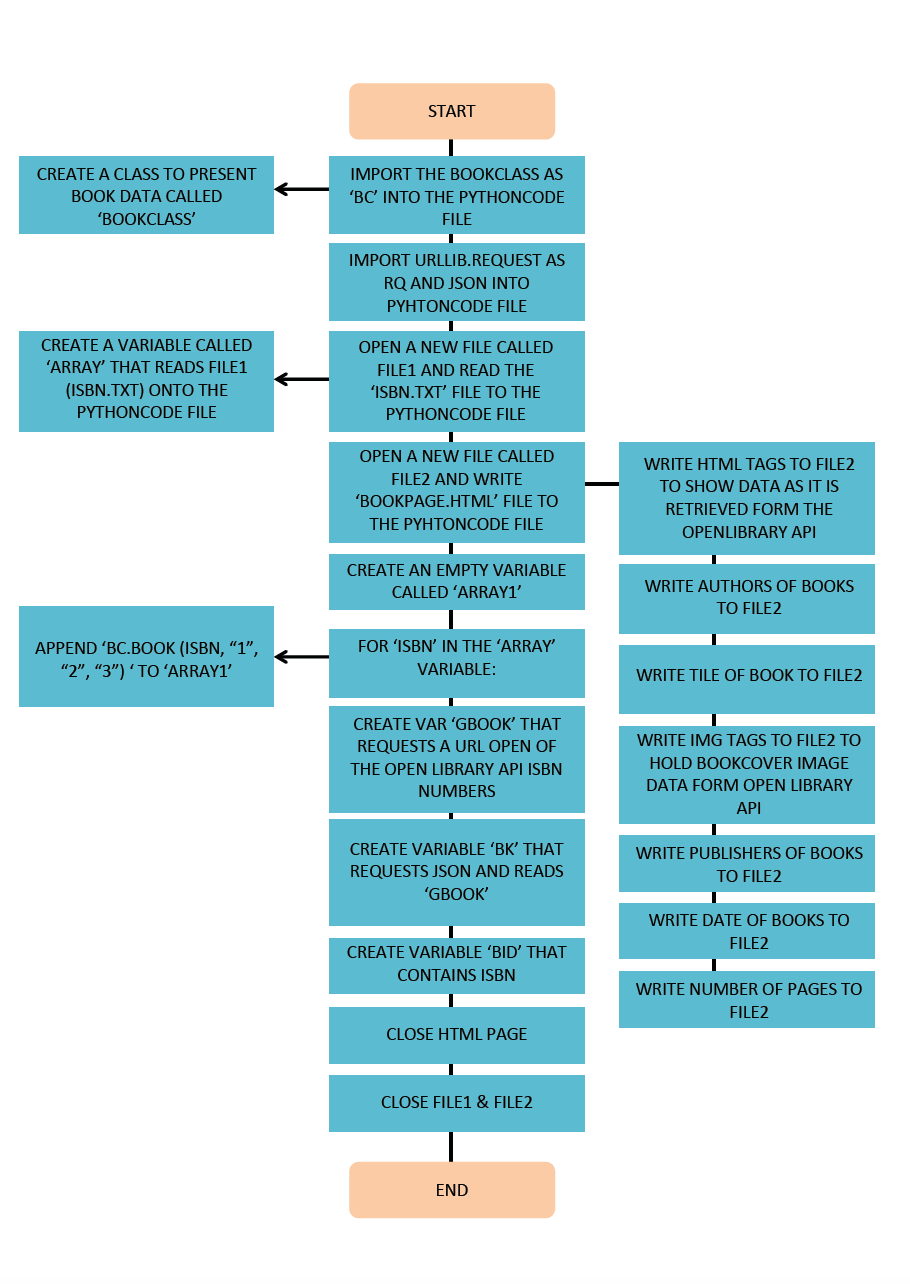 START
CREATE A CLASS TO PRESENT
BOOK DATA CALLED
‘BOOKCLASS’
IMPORT THE BOOKCLASS AS
‘BC’ INTO THE PYTHONCODE
FILE
IMPORT URLLIB.REQUEST AS
RQ AND JSON INTO
PYHTONCODE FILE
CREATE A VARIABLE CALLED
‘ARRAY’ THAT READS FILE1
(ISBN.TXT) ONTO THE
PYTHONCODE FILE
OPEN A NEW FILE CALLED
FILE1 AND READ THE
‘ISBN.TXT’ FILE TO THE
PYTHONCODE FILE
OPEN A NEW FILE CALLED
FILE2 AND WRITE
‘BOOKPAGE.HTML’ FILE TO
THE PYHTONCODE FILE
WRITE HTML TAGS TO FILE2
TO SHOW DATA AS IT IS
RETRIEVED FORM THE
OPENLIBRARY API
CREATE AN EMPTY VARIABLE
CALLED ‘ARRAY1’
WRITE AUTHORS OF BOOKS
TO FILE2
APPEND ‘BC.BOOK (ISBN, “1”,
“2”, “3”) ‘ TO ‘ARRAY1’
FOR ‘ISBN’ IN THE ‘ARRAY’
VARIABLE:
WRITE TILE OF BOOK TO FILE2
CREATE VAR ‘GBOOK’ THAT
REQUESTS A URL OPEN OF
THE OPEN LIBRARY API ISBN
NUMBERS
WRITE IMG TAGS TO FILE2 TO
HOLD BOOKCOVER IMAGE
DATA FORM OPEN LIBRARY
API
CREATE VARIABLE ‘BK’ THAT
REQUESTS JSON AND READS
‘GBOOK’
WRITE PUBLISHERS OF BOOKS
TO FILE2
WRITE DATE OF BOOKS TO
FILE2
CREATE VARIABLE ‘BID’ THAT
CONTAINS ISBN
WRITE NUMBER OF PAGES TO
FILE2
CLOSE HTML PAGE
CLOSE FILE1 & FILE2
END